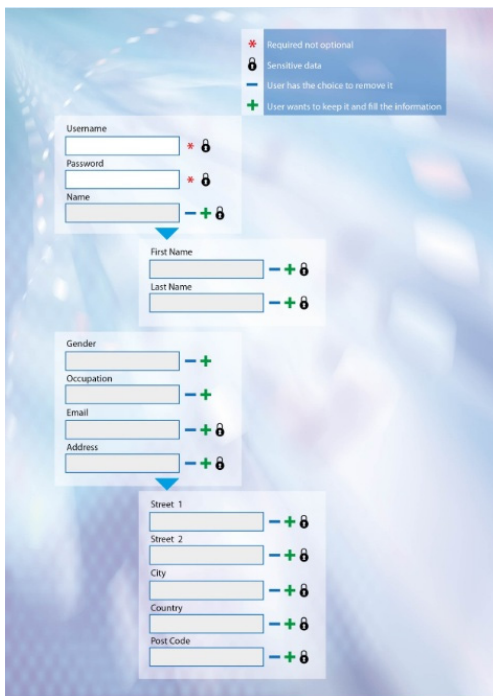 Required not optional
Sensitive data
User has the choice to remove it
User wants to keep it and fill the information
Username
Password
Name
First Name
Last Name
Gender
Occupation
Email
Address
Street 1
Street 2
City
Country
Post Code